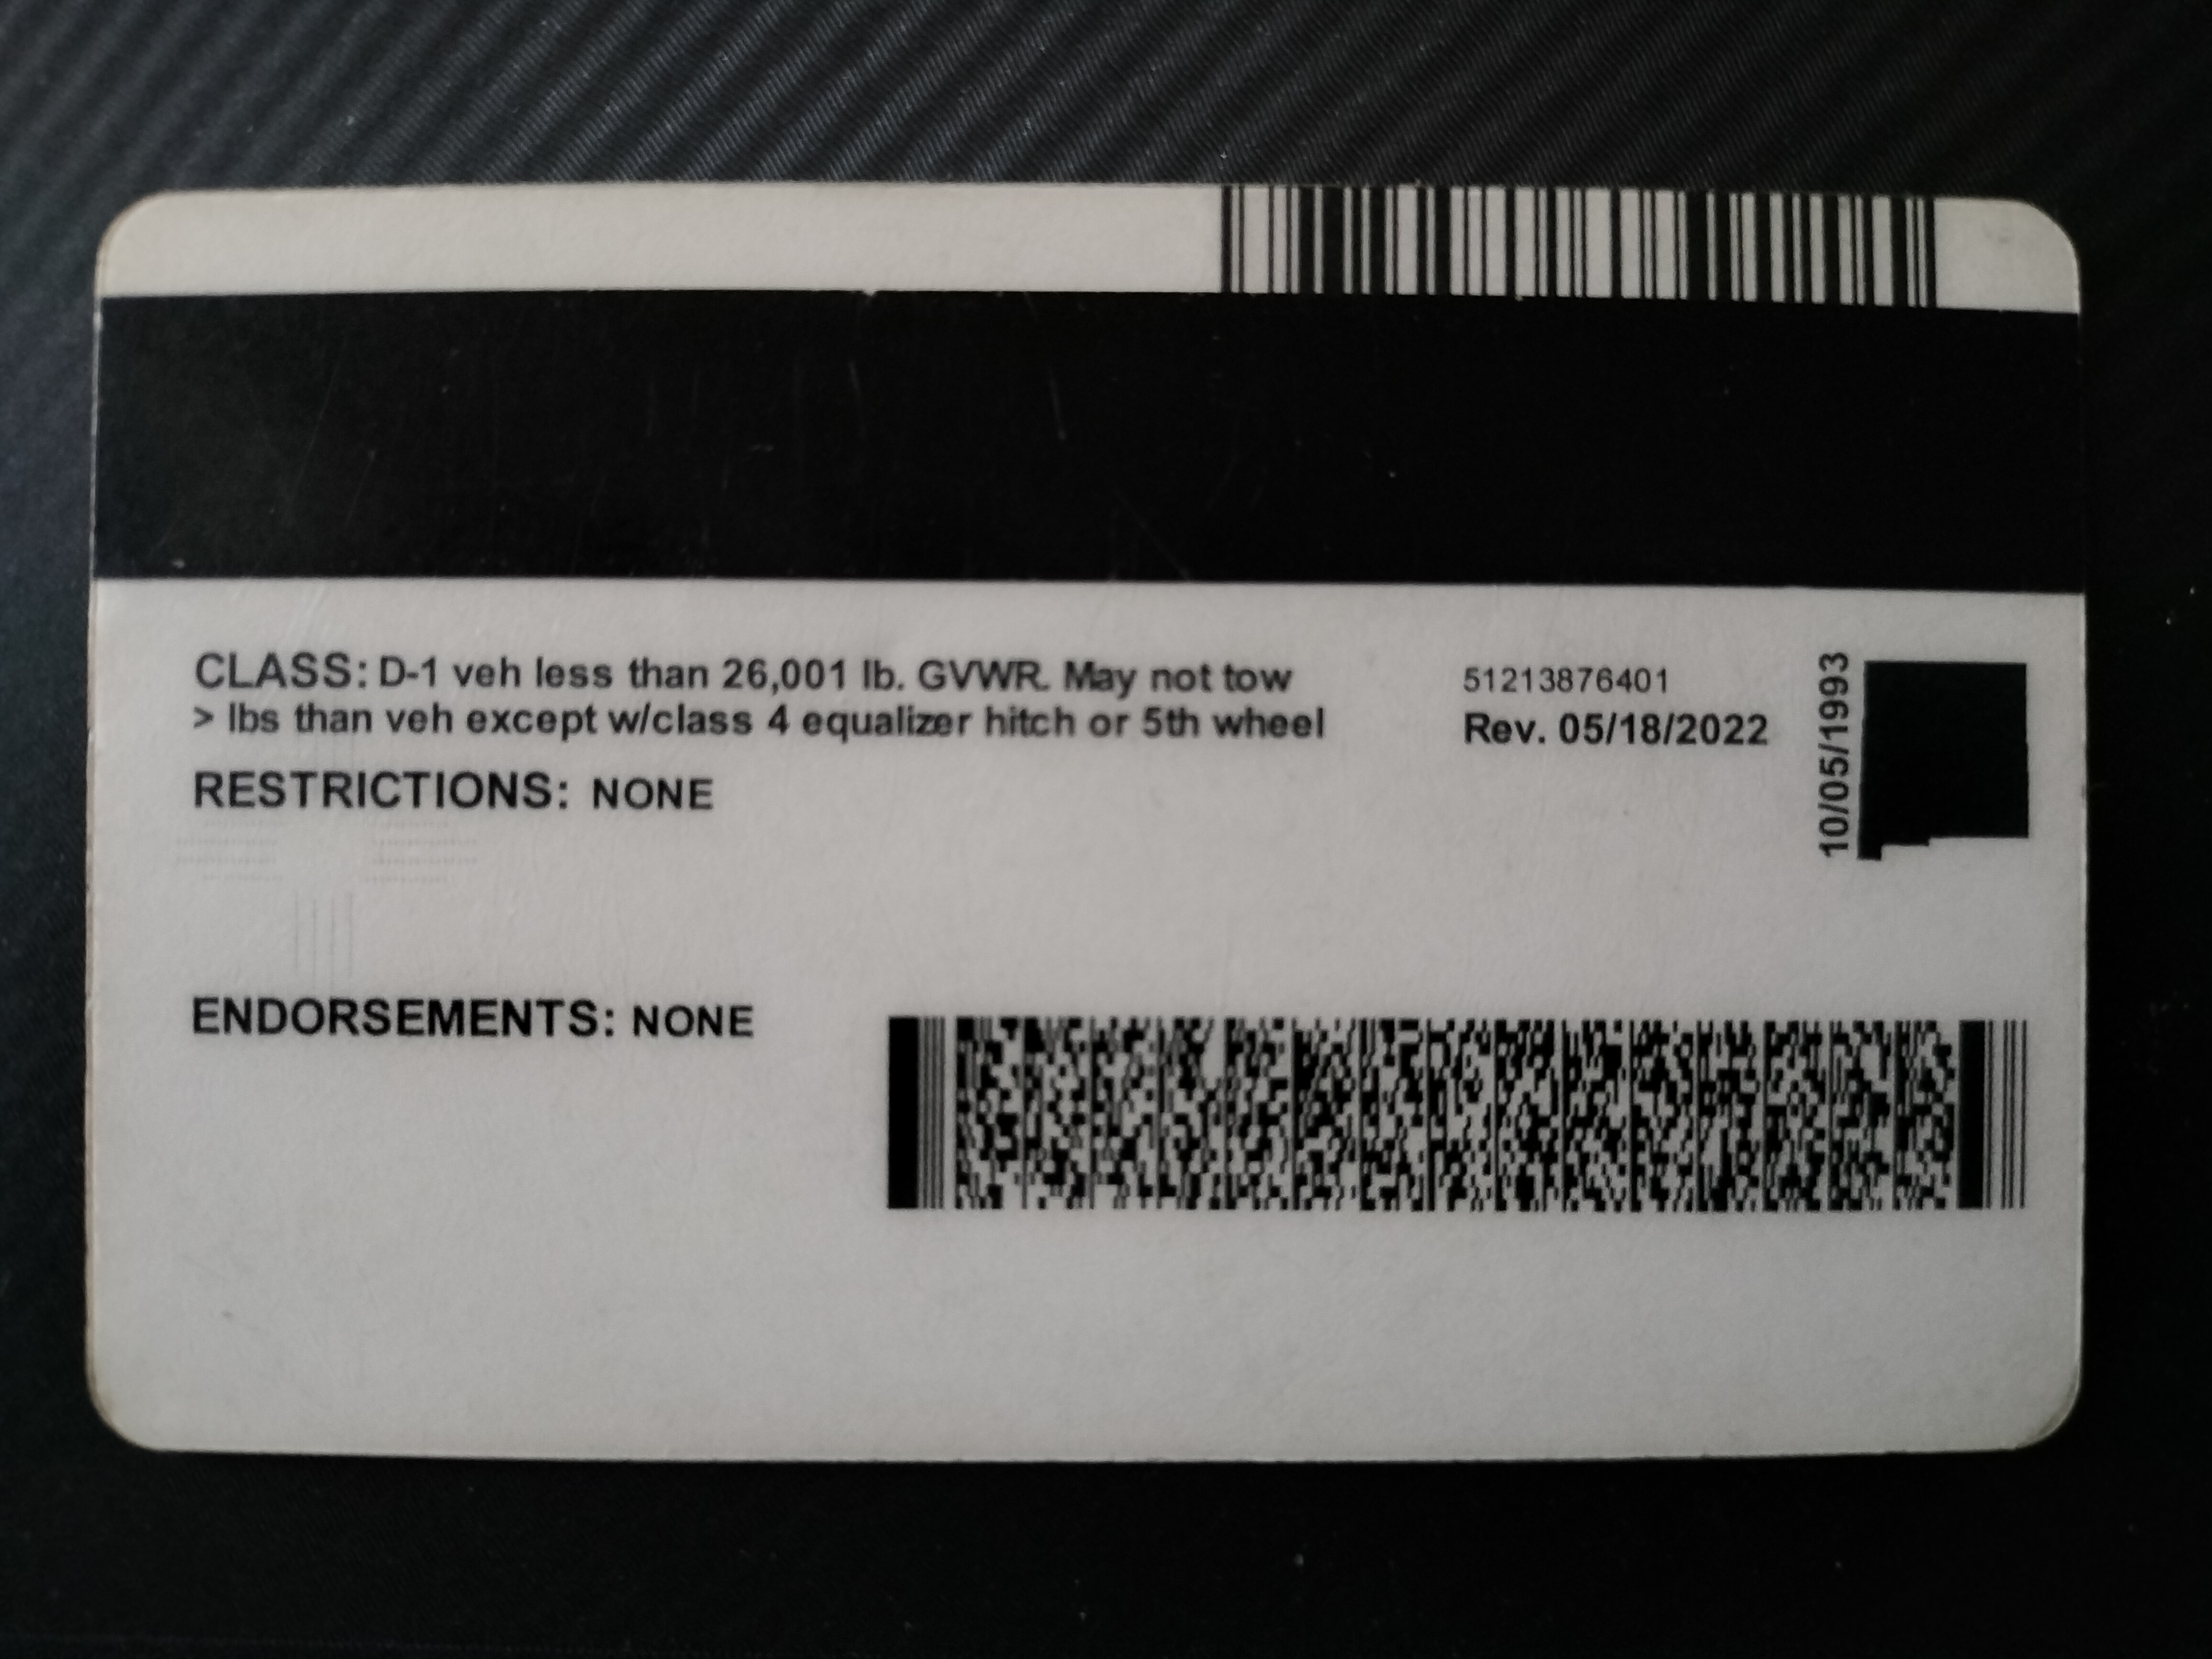 CLASS: D-1 veh less than 26,001 lb. GVWR. May not tow
> lbs than veh except w/class 4 equalizer hitch or 5th wheel
RESTRICTIONS: NONE
ENDORSEMENTS: NONE
51213876401
Rev. 05/18/2022
10/05/1993